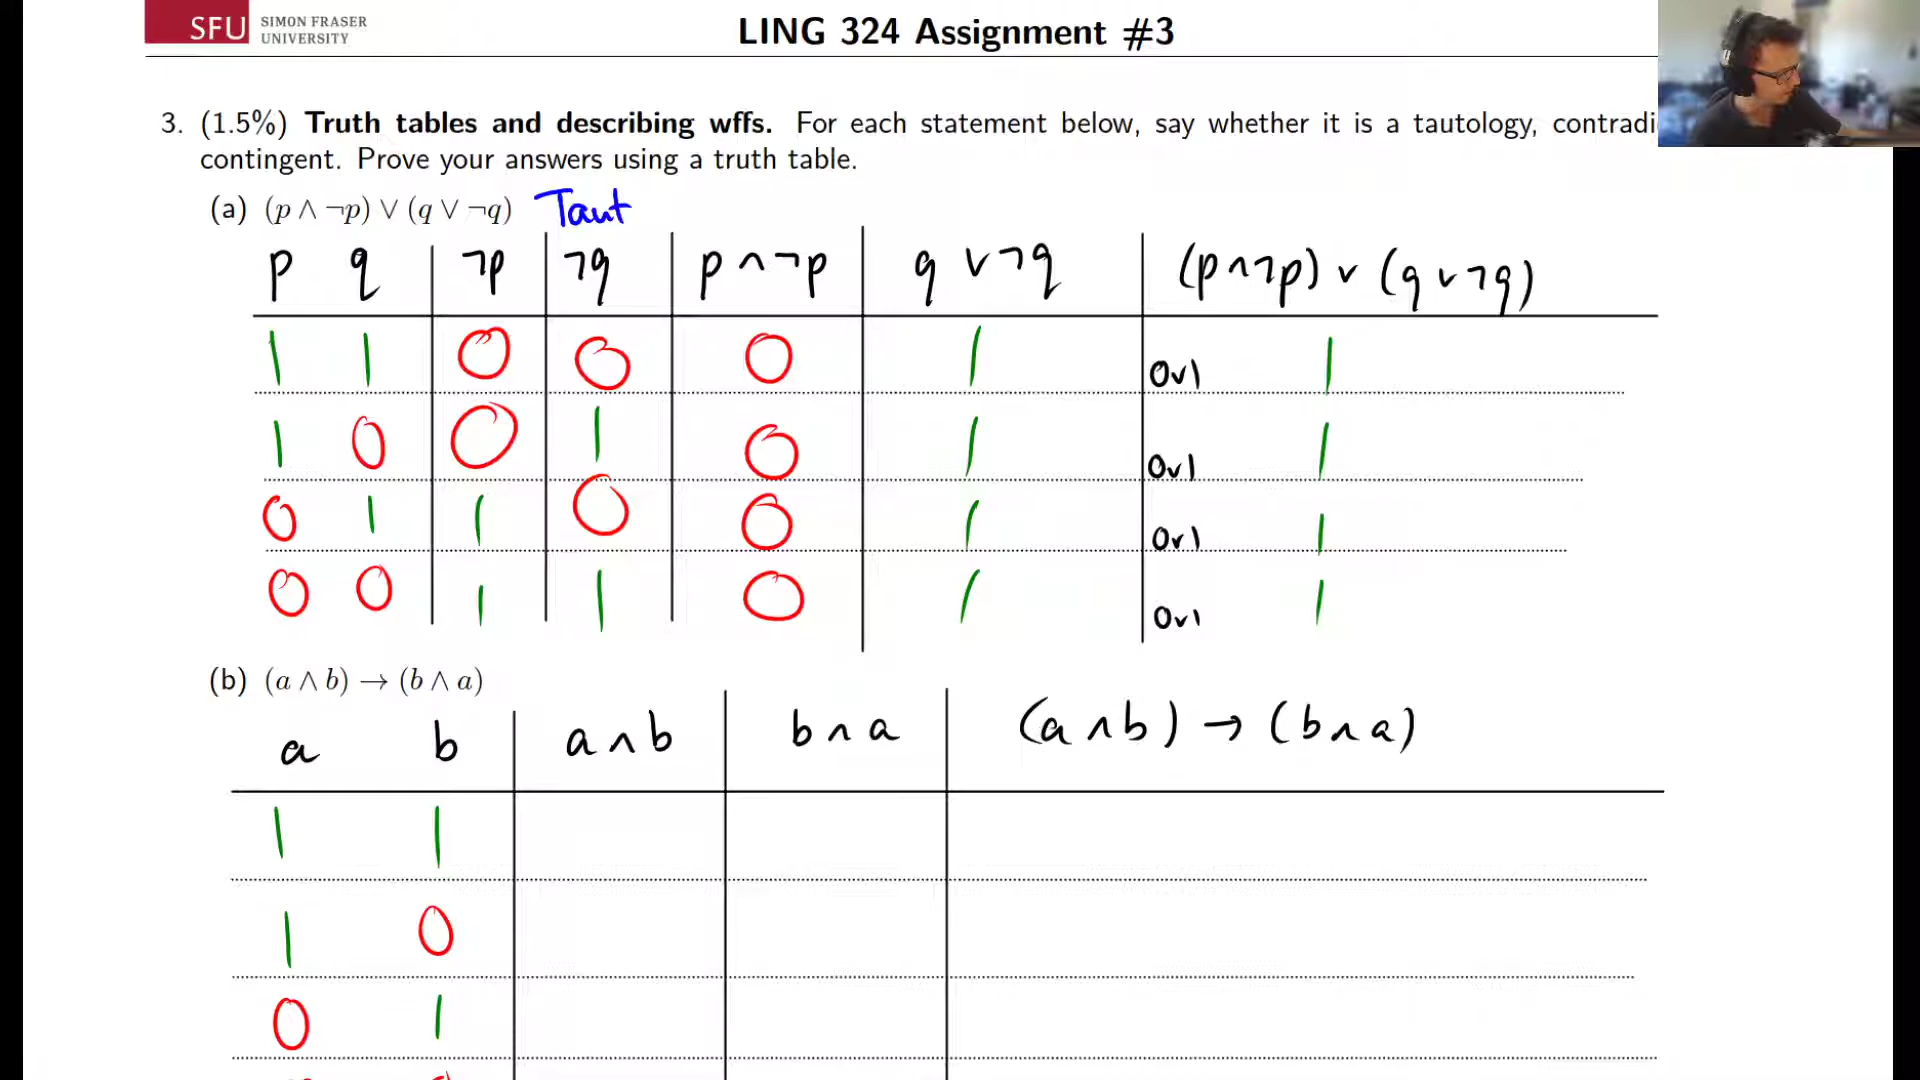 SFU SIMON FRASER UNIVERSITY
LING 324 Assignment #3
3. (1.5%) Truth tables and describing wffs. For each statement below, say whether it is a tautology, contradi
contingent. Prove your answers using a truth table.
(a) (p ∧ ¬p) ∨ (q ∨ ¬q) Taut
p q ¬p ¬q p ∧ ¬p q ∨ ¬q (p ∧ ¬p) ∨ (q ∨ ¬q)
1 1 0 0 0 1 0∨1 1
1 0 0 1 0 1 0∨1 1
0 1 1 0 0 1 0∨1 1
0 0 1 1 0 1 0∨1 1
(b) (a ∧ b) → (b ∧ a)
a b a ∧ b b ∧ a (a ∧ b) → (b ∧ a)
1 1
1 0
0 1